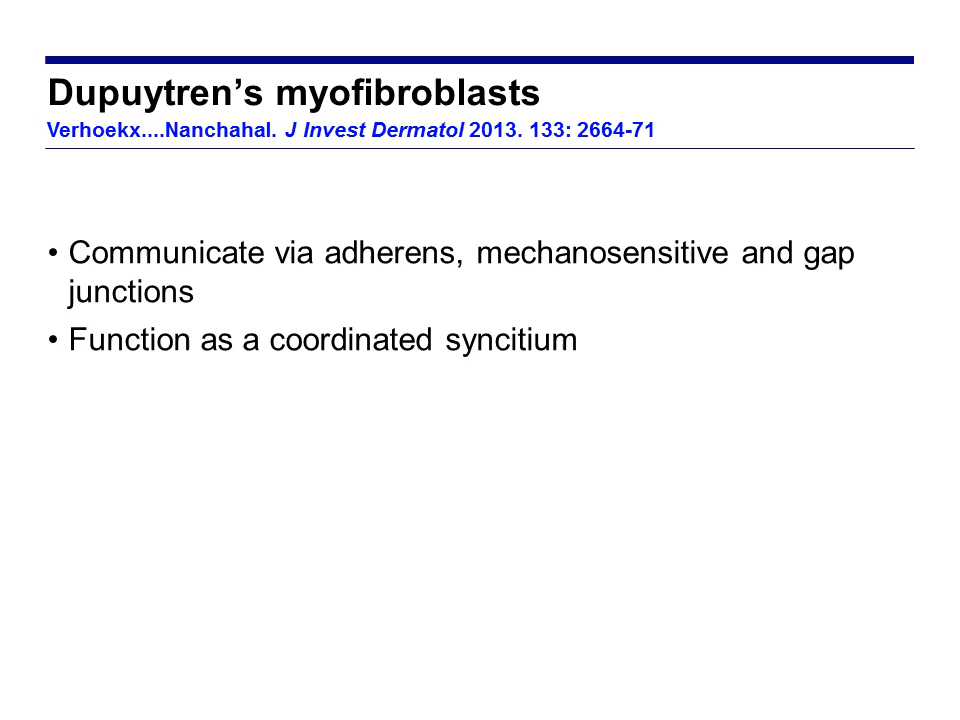 Dupuytren’s myofibroblasts
Verhoekx....Nanchahal. J Invest Dermatol 2013. 133: 2664-71
• Communicate via adherens, mechanosensitive and gap
junctions
• Function as a coordinated syncitium